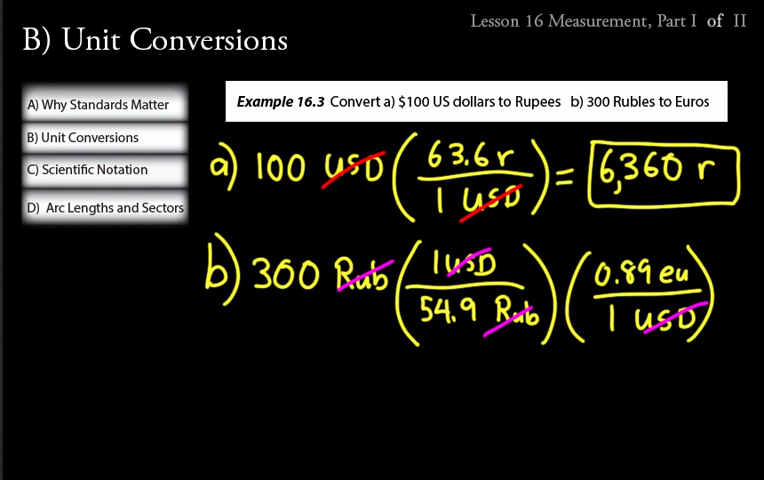 Lesson 16 Measurement, Part I of II
B) Unit Conversions
A) Why Standards Matter
B) Unit Conversions
C) Scientific Notation
D) Arc Lengths and Sectors
Example 16.3 Convert a) $100 US dollars to Rupees b) 300 Rubles to Euros
a) 100 USD (63.6 r / 1 USD) = 6,360 r
b) 300 Rub (1 USD / 54.9 Rub) (0.89 eu / 1 USD)